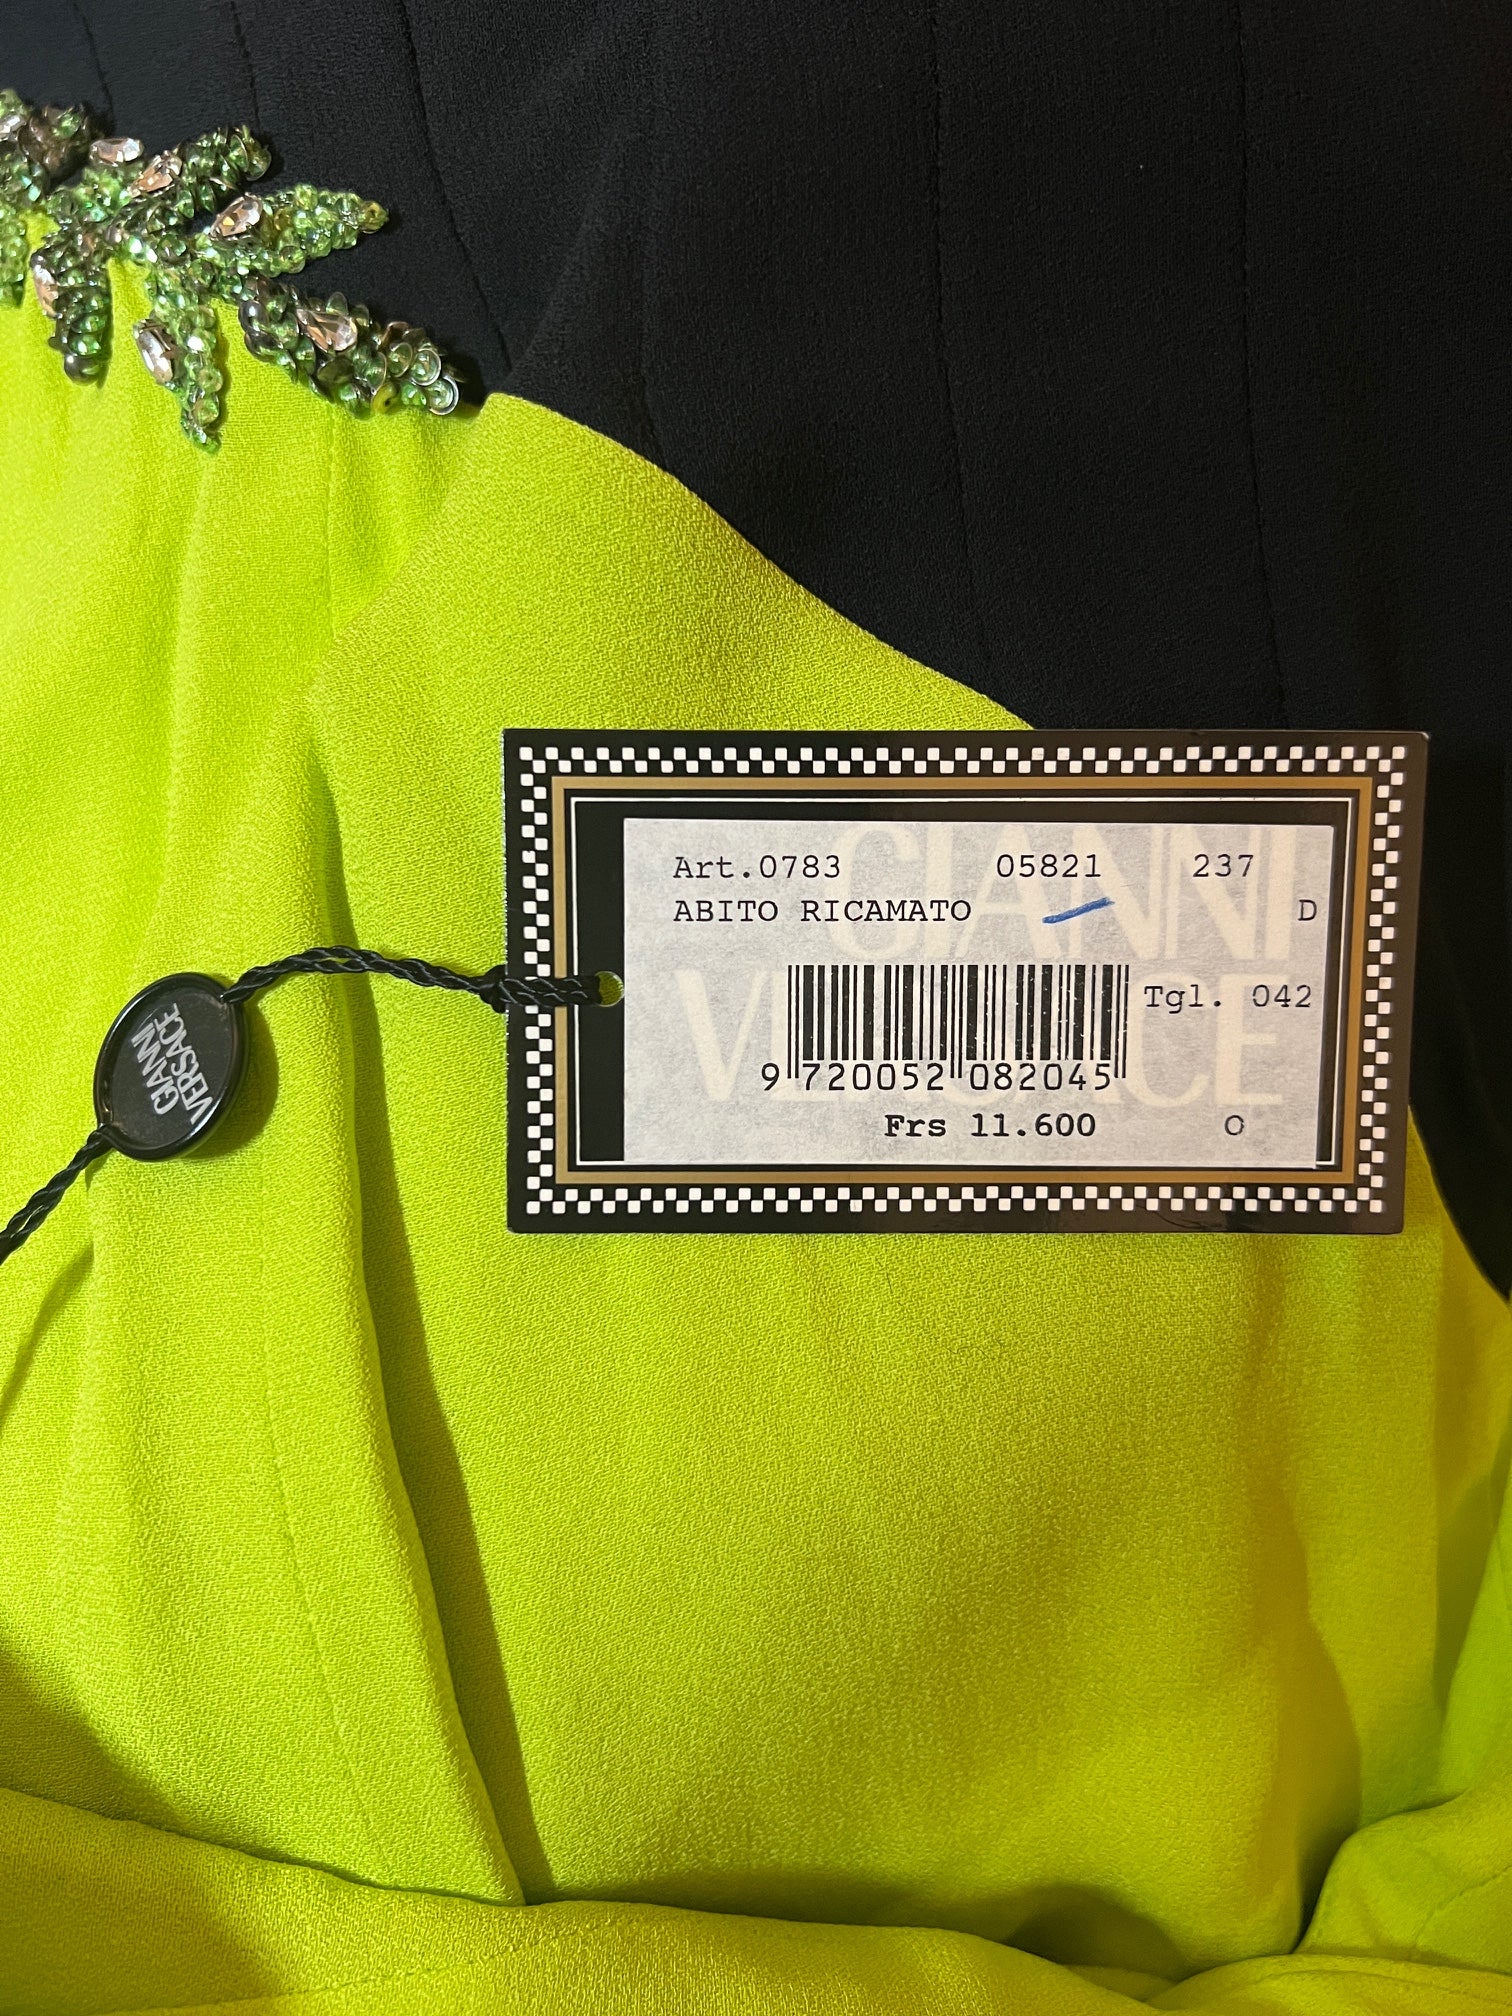 Art.0783 05821 237
ABITO RICAMATO D
Tgl. 042
9 720052 082045
Frs 11.600 O
GIANNI
VERSACE
GIANNI
VERSACE